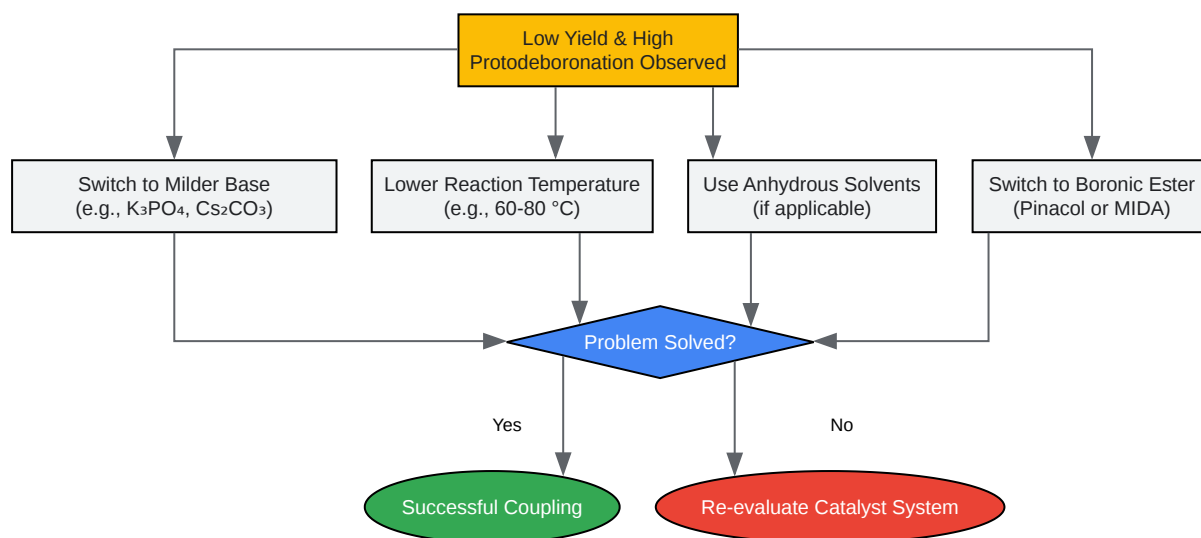 Low Yield & High
Protodeboronation Observed
Switch to Milder Base
(e.g., K₃PO₄, Cs₂CO₃)
Lower Reaction Temperature
(e.g., 60-80 °C)
Use Anhydrous Solvents
(if applicable)
Switch to Boronic Ester
(Pinacol or MIDA)
Problem Solved?
Yes
No
Successful Coupling
Re-evaluate Catalyst System